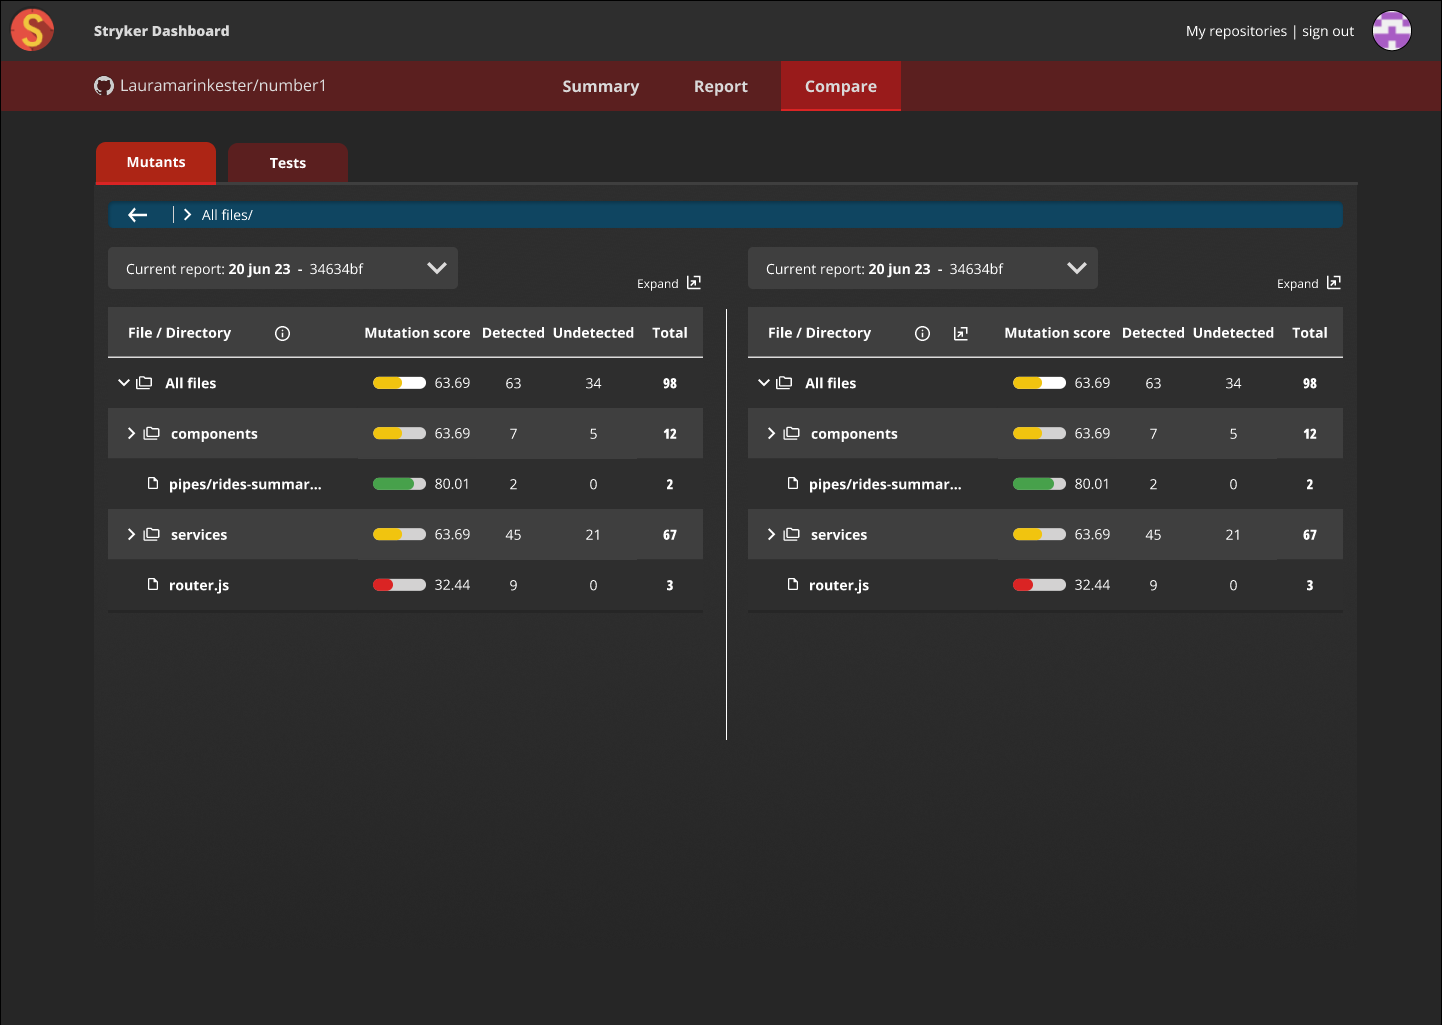 S
Stryker Dashboard
My repositories | sign out
Lauramarinkester/number1
Summary
Report
Compare
Mutants
Tests
All files/
Current report: 20 jun 23 - 34634bf
Expand
Current report: 20 jun 23 - 34634bf
Expand
File / Directory Mutation score Detected Undetected Total
All files 63.69 63 34 98
components 63.69 7 5 12
pipes/rides-summar... 80.01 2 0 2
services 63.69 45 21 67
router.js 32.44 9 0 3
File / Directory Mutation score Detected Undetected Total
All files 63.69 63 34 98
components 63.69 7 5 12
pipes/rides-summar... 80.01 2 0 2
services 63.69 45 21 67
router.js 32.44 9 0 3